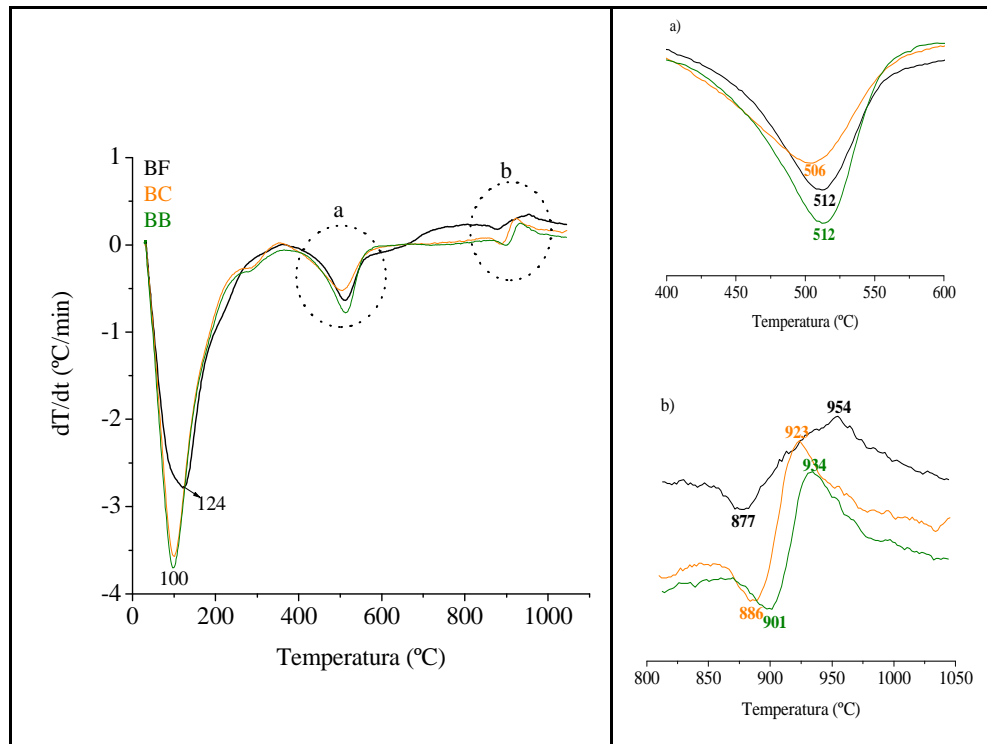 BF
BC
BB
a
b
1
0
-1
-2
-3
-4
124
100
0 200 400 600 800 1000
dT/dt (ºC/min)
Temperatura (ºC)
a)
506
512
512
400 450 500 550 600
Temperatura (ºC)
b)
954
923
934
877
886
901
800 850 900 950 1000 1050
Temperatura (ºC)